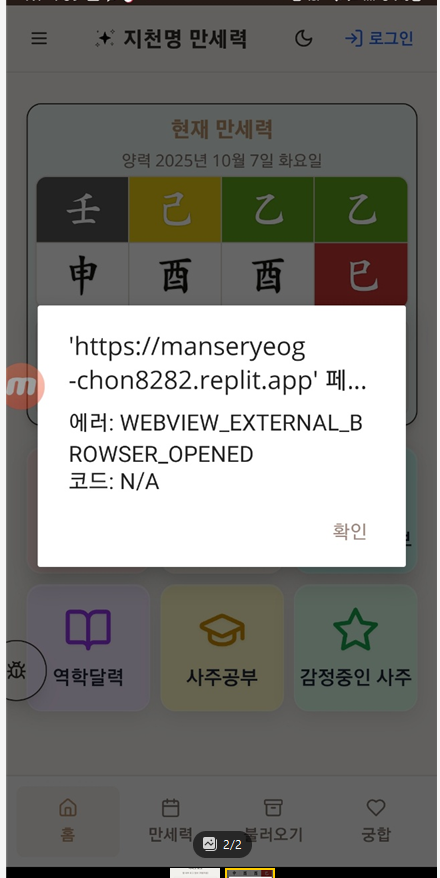 지천명 만세력
로그인
현재 만세력
양력 2025년 10월 7일 화요일
壬 己 乙 乙
申 酉 酉 巳
'https://manseryeog
-chon8282.replit.app' 페...
에러: WEBVIEW_EXTERNAL_B
ROWSER_OPENED
코드: N/A
확인
역학달력
사주공부
감정중인 사주
홈
만세력
불러오기
궁합
2/2